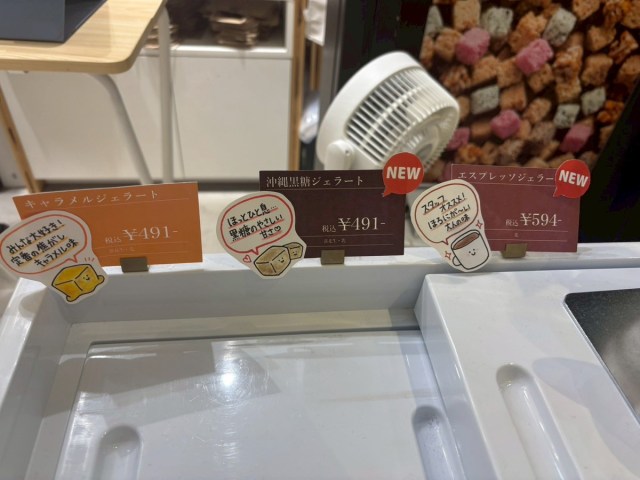 キャラメルジェラート
税込 ¥491-
みんな大好き!
定番の焦がし
キャラメル味
沖縄黒糖ジェラート
NEW
税込 ¥491-
ほっとひと息…
黒糖のやさしい
甘さ♡
エスプレッソジェラート
NEW
税込 ¥594-
スタッフ
オススメ!
ほろにがーい!
大人の味